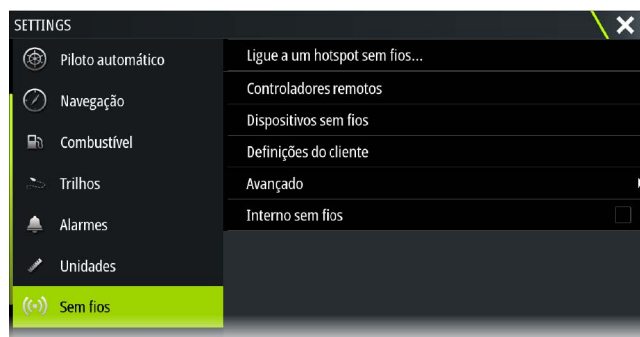 SETTINGS
Piloto automático
Navegação
Combustível
Trilhos
Alarmes
Unidades
Sem fios
Ligue a um hotspot sem fios...
Controladores remotos
Dispositivos sem fios
Definições do cliente
Avançado
Interno sem fios